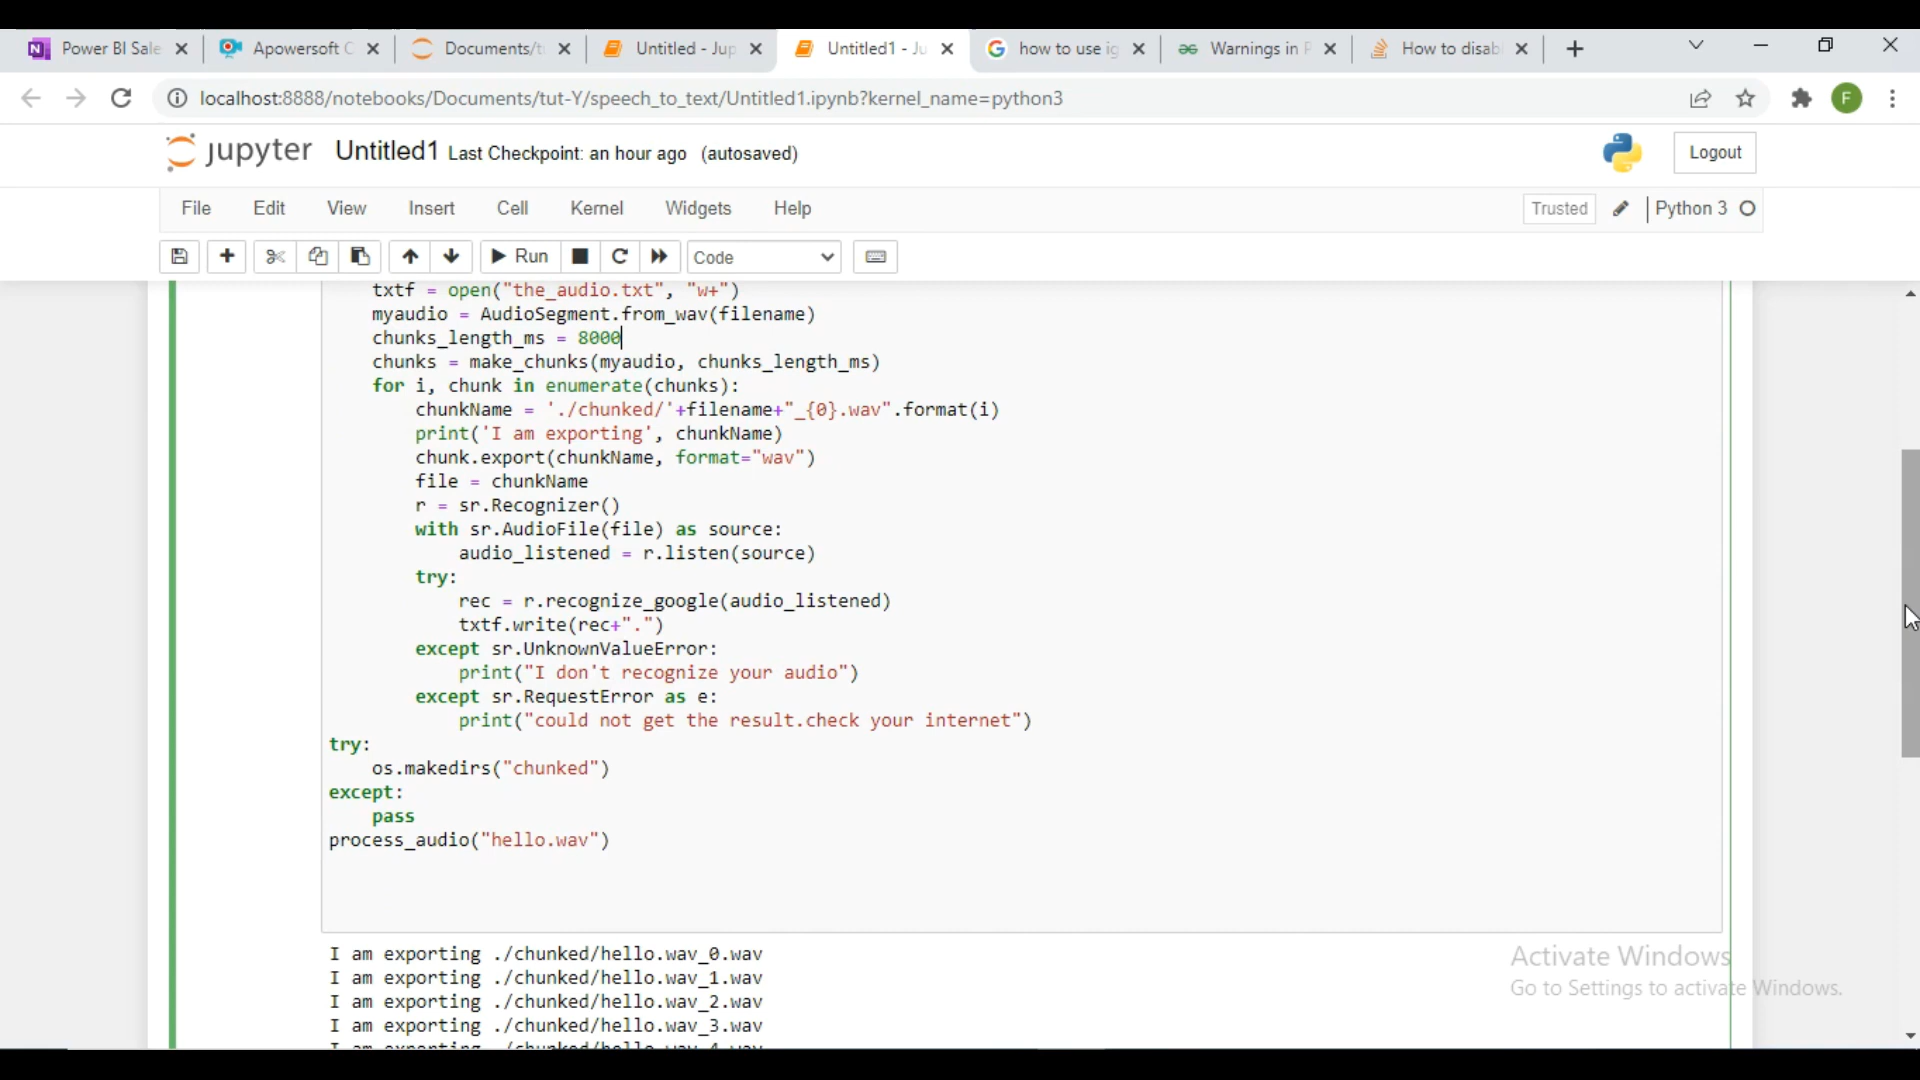 Power BI Sale
Apowersoft C
Documents/t
Untitled - Jup
Untitled1 - Ju
how to use ig
Warnings in P
How to disab
localhost:8888/notebooks/Documents/tut-Y/speech_to_text/Untitled1.ipynb?kernel_name=python3
F
jupyter Untitled1 Last Checkpoint: an hour ago (autosaved)
Logout
File Edit View Insert Cell Kernel Widgets Help
Trusted
Python 3
Run
Code
txtf = open("the_audio.txt", "w+")
myaudio = AudioSegment.from_wav(filename)
chunks_length_ms = 8000
chunks = make_chunks(myaudio, chunks_length_ms)
for i, chunk in enumerate(chunks):
chunkName = './chunked/'+filename+"_{0}.wav".format(i)
print('I am exporting', chunkName)
chunk.export(chunkName, format="wav")
file = chunkName
r = sr.Recognizer()
with sr.AudioFile(file) as source:
audio_listened = r.listen(source)
try:
rec = r.recognize_google(audio_listened)
txtf.write(rec+".")
except sr.UnknownValueError:
print("I don't recognize your audio")
except sr.RequestError as e:
print("could not get the result.check your internet")
try:
os.makedirs("chunked")
except:
pass
process_audio("hello.wav")
I am exporting ./chunked/hello.wav_0.wav
I am exporting ./chunked/hello.wav_1.wav
I am exporting ./chunked/hello.wav_2.wav
I am exporting ./chunked/hello.wav_3.wav
I am exporting ./chunked/hello.wav_4.wav
Activate Windows
Go to Settings to activate Windows.